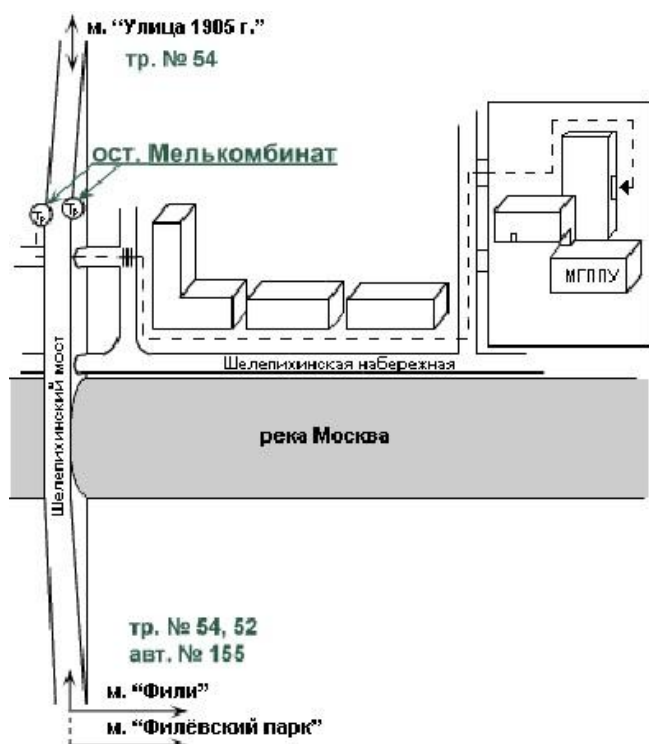 м. “Улица 1905 г.”
тр. № 54
ост. Мелькомбинат
Тр. Тр.
МГППУ
Шелепихинская набережная
Шелепихинский мост
река Москва
тр. № 54, 52
авт. № 155
м. “Фили”
м. “Филёвский парк”